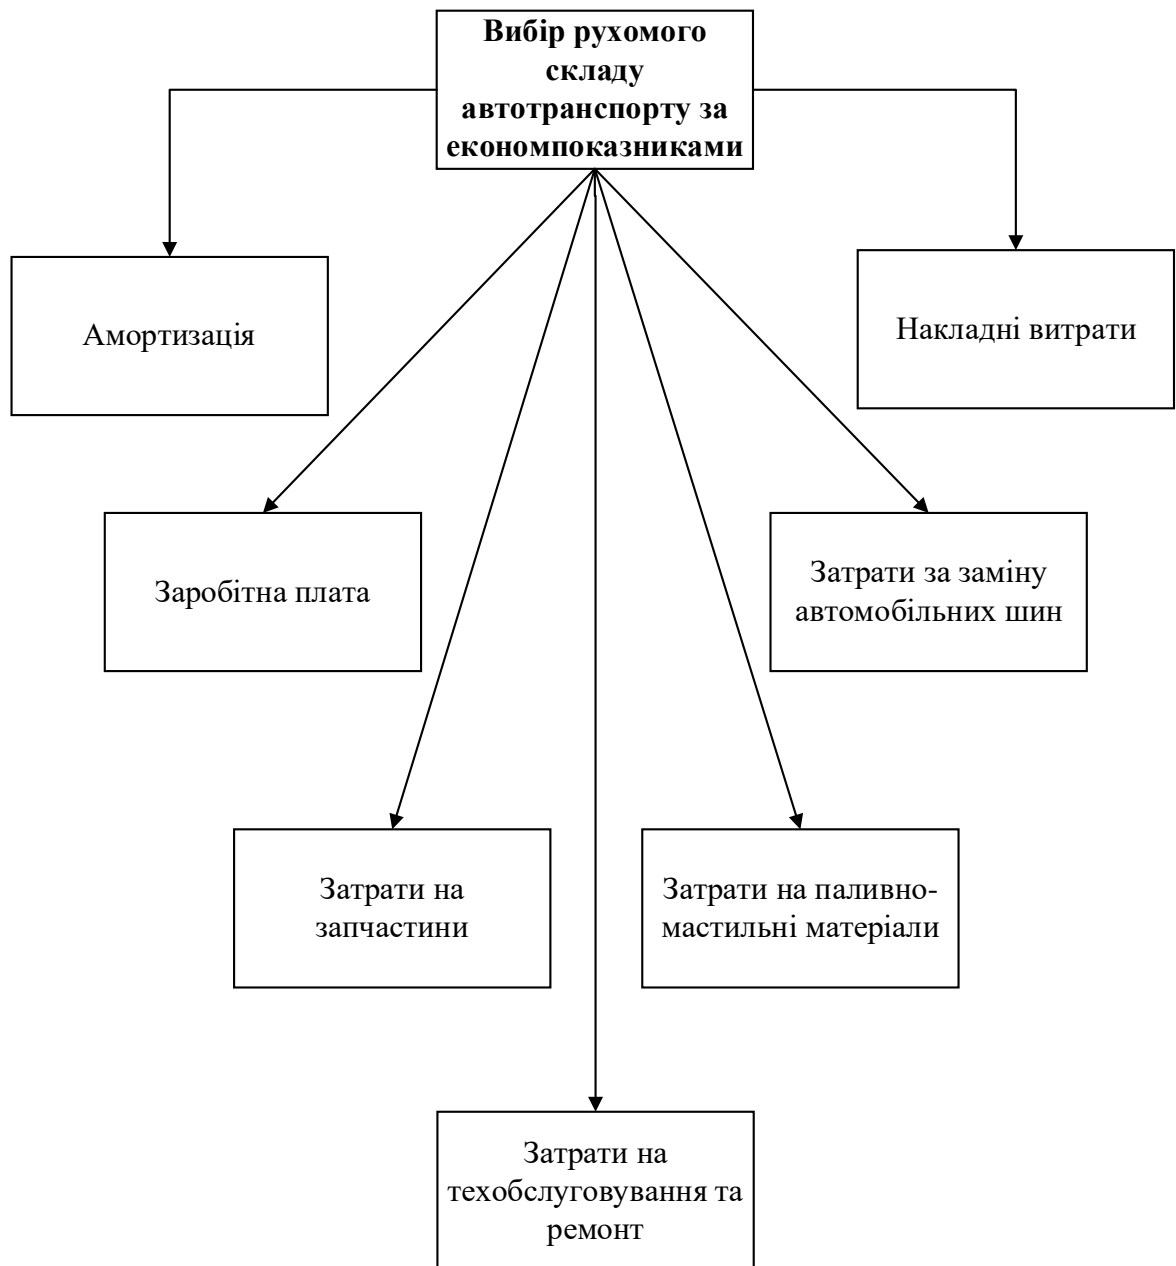 Вибір рухомого
складу
автотранспорту за
економпоказниками
Амортизація
Накладні витрати
Заробітна плата
Затрати за заміну
автомобільних шин
Затрати на
запчастини
Затрати на паливно-
мастильні матеріали
Затрати на
техобслуговування та
ремонт